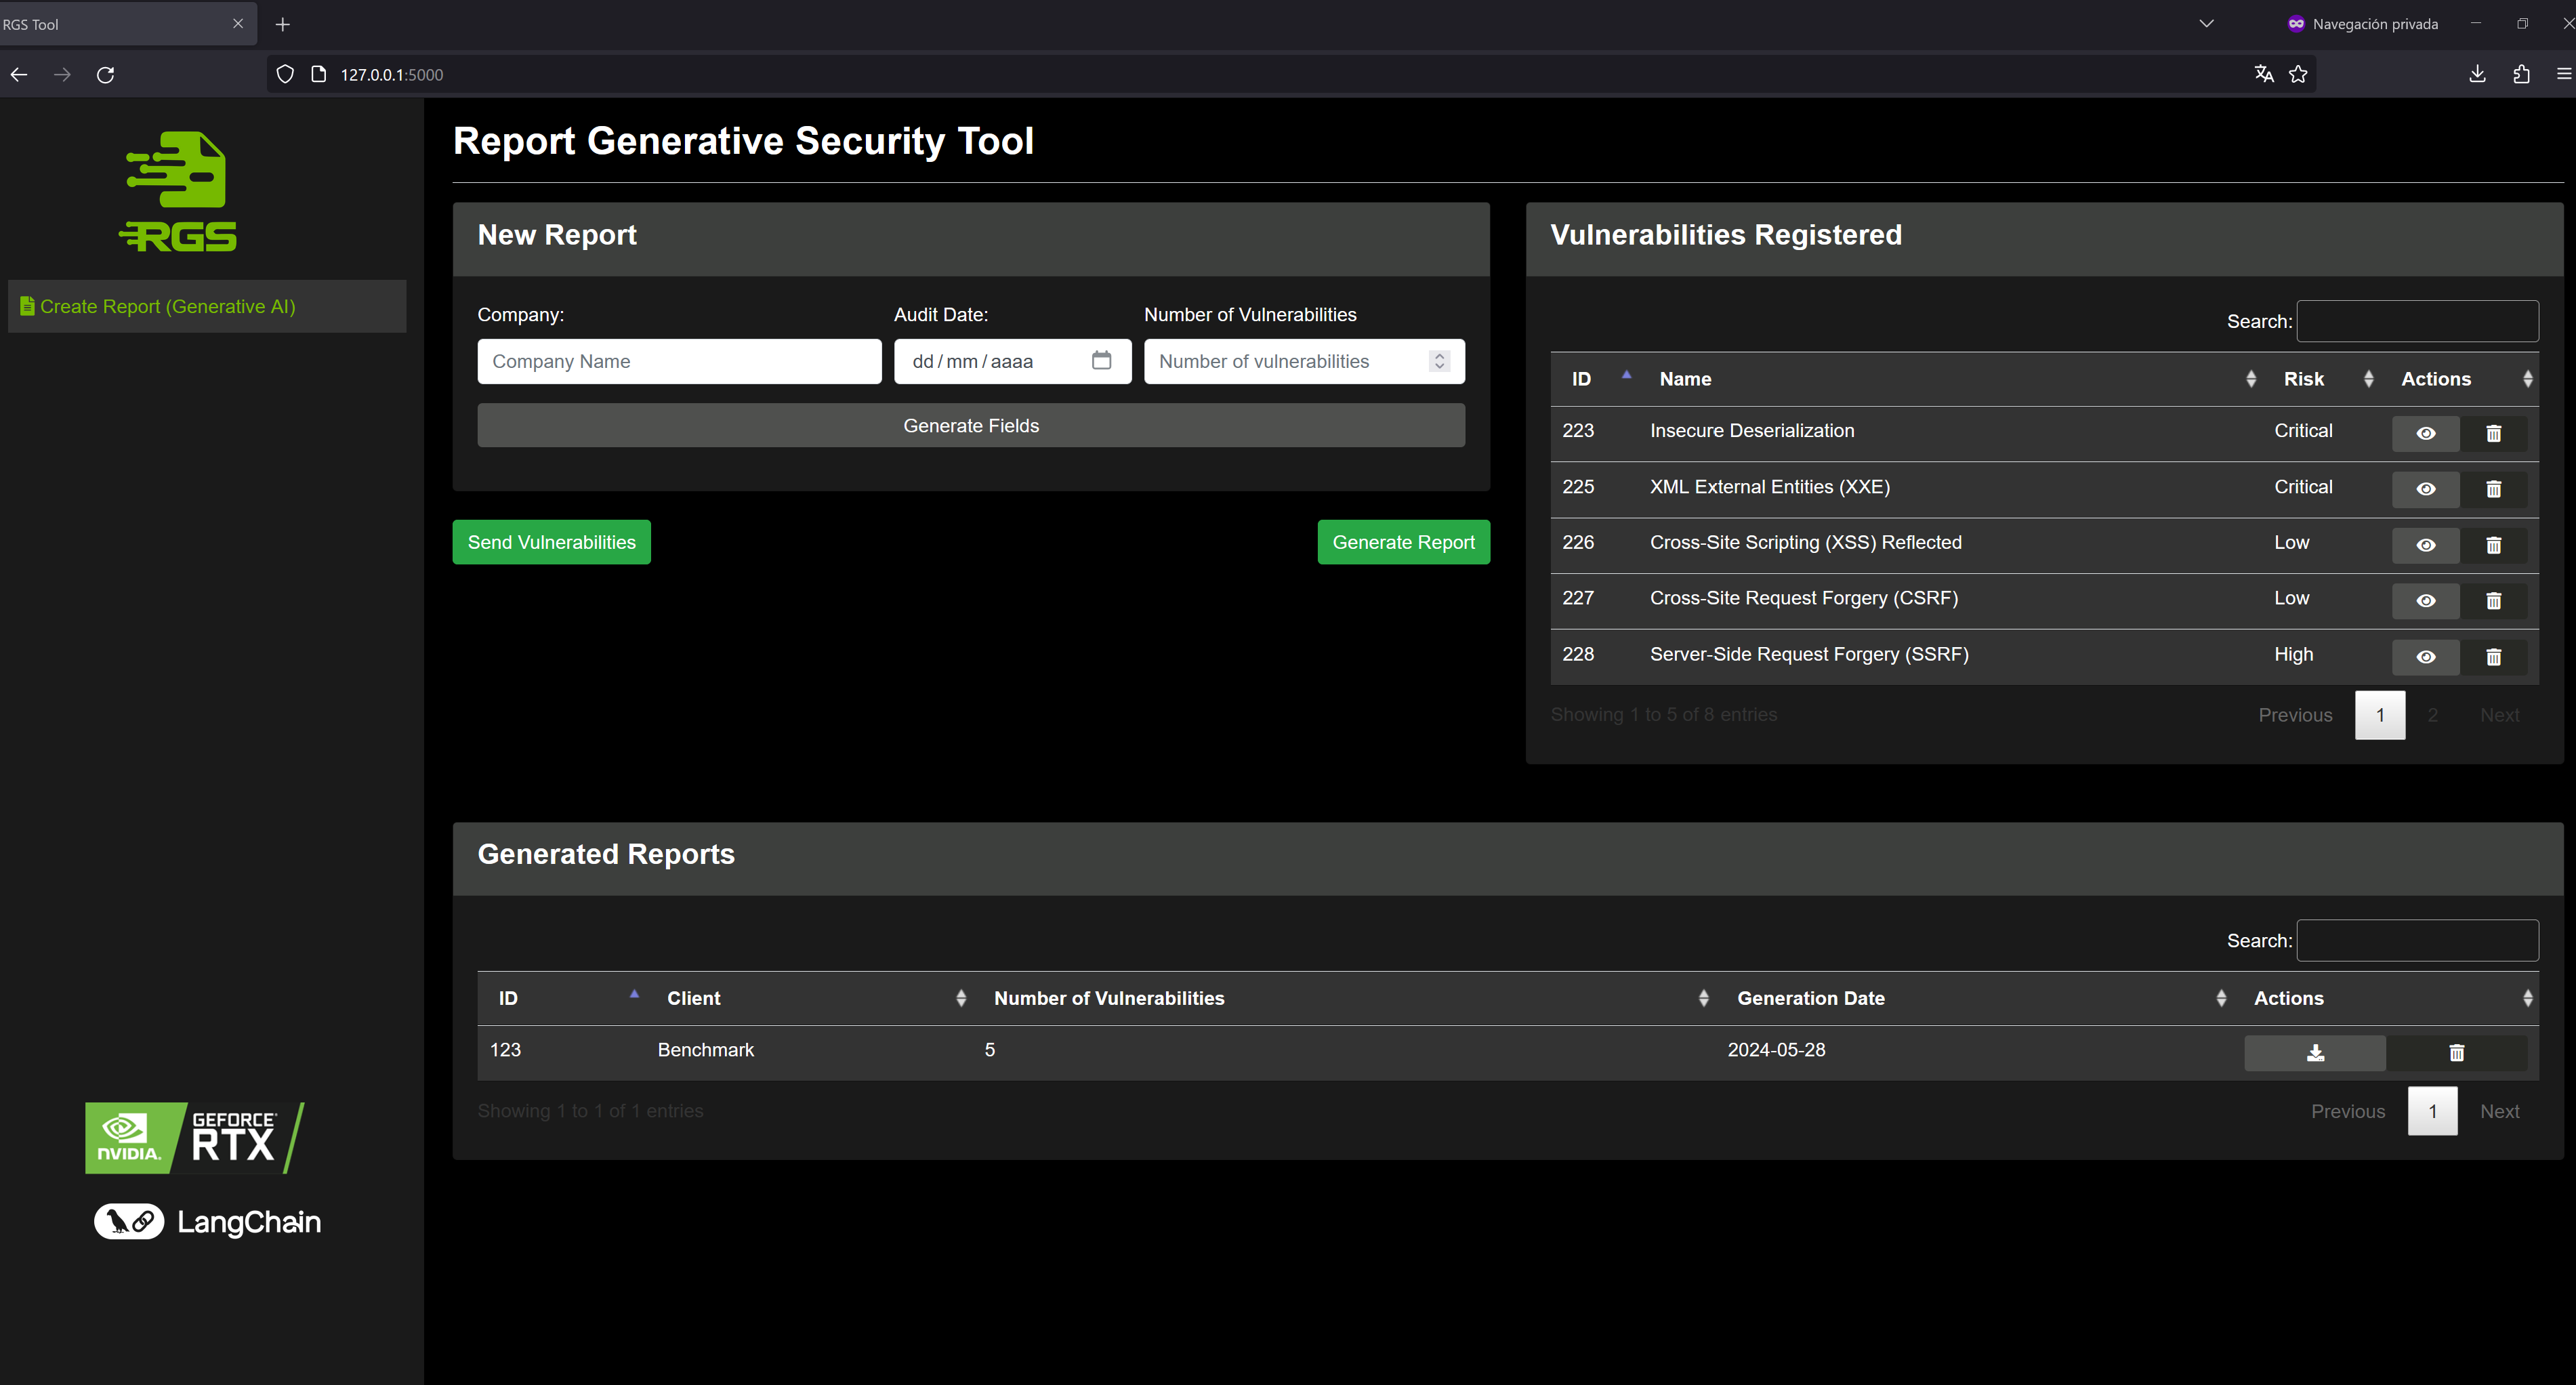 RGS Tool
Navegación privada
127.0.0.1:5000
RGS
Create Report (Generative AI)
Report Generative Security Tool
New Report
Company:
Audit Date:
Number of Vulnerabilities
Company Name
dd / mm / aaaa
Number of vulnerabilities
Generate Fields
Send Vulnerabilities
Generate Report
Vulnerabilities Registered
Search:
ID Name Risk Actions
223 Insecure Deserialization Critical
225 XML External Entities (XXE) Critical
226 Cross-Site Scripting (XSS) Reflected Low
227 Cross-Site Request Forgery (CSRF) Low
228 Server-Side Request Forgery (SSRF) High
Showing 1 to 5 of 8 entries
Previous 1 2 Next
Generated Reports
Search:
ID Client Number of Vulnerabilities Generation Date Actions
123 Benchmark 5 2024-05-28
Showing 1 to 1 of 1 entries
Previous 1 Next
NVIDIA.
GEFORCE
RTX
LangChain